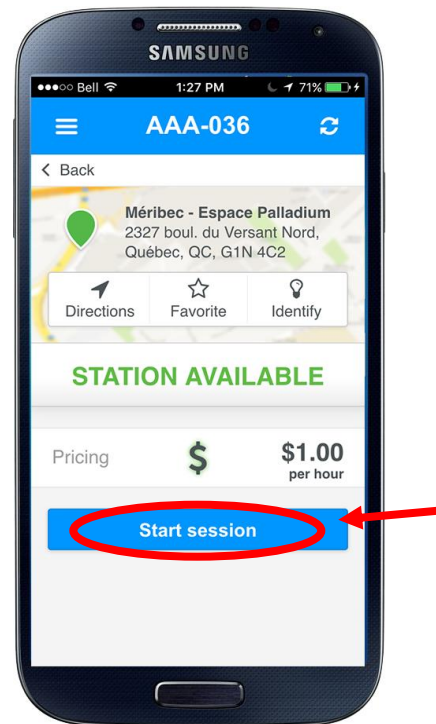 SAMSUNG
Bell 1:27 PM 71%
AAA-036
Back
Méribec - Espace Palladium
2327 boul. du Versant Nord,
Québec, QC, G1N 4C2
Directions Favorite Identify
STATION AVAILABLE
Pricing $ $1.00
per hour
Start session